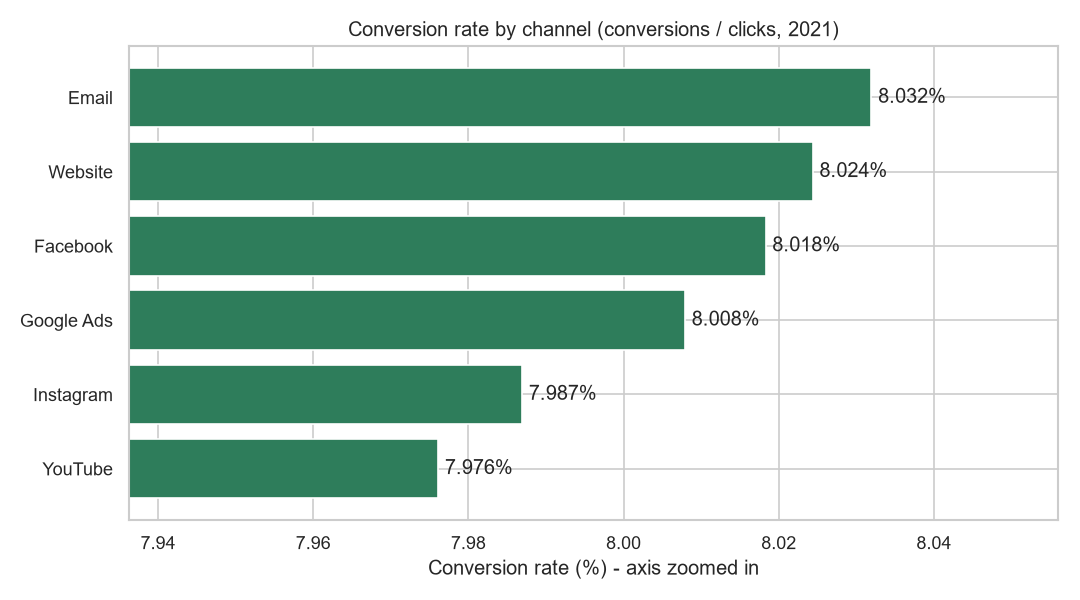 Conversion rate by channel (conversions / clicks, 2021)
Email 8.032%
Website 8.024%
Facebook 8.018%
Google Ads 8.008%
Instagram 7.987%
YouTube 7.976%
7.94 7.96 7.98 8.00 8.02 8.04
Conversion rate (%) - axis zoomed in